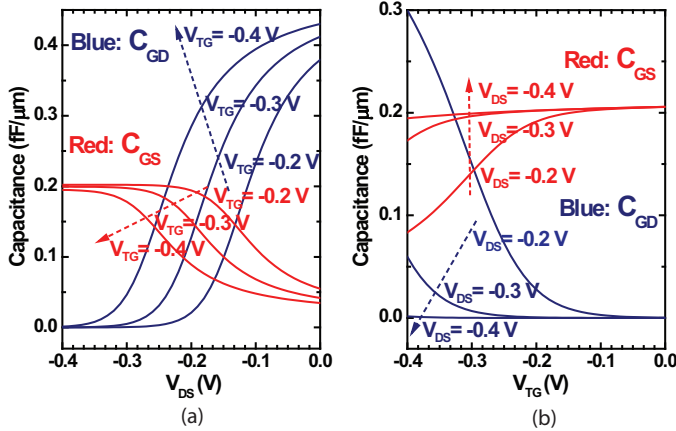 Blue: C_GD
V_TG= -0.4 V
V_TG= -0.3 V
Red: C_GS
V_TG= -0.2 V
V_TG= -0.2 V
V_TG= -0.3 V
V_TG= -0.4 V
Capacitance (fF/μm)
0.4
0.3
0.2
0.1
0.0
-0.4 -0.3 -0.2 -0.1 0.0
V_DS (V)
(a)
Red: C_GS
V_DS= -0.4 V
V_DS= -0.3 V
V_DS= -0.2 V
Blue: C_GD
V_DS= -0.2 V
V_DS= -0.3 V
V_DS= -0.4 V
Capacitance (fF/μm)
0.3
0.2
0.1
0.0
-0.4 -0.3 -0.2 -0.1 0.0
V_TG (V)
(b)